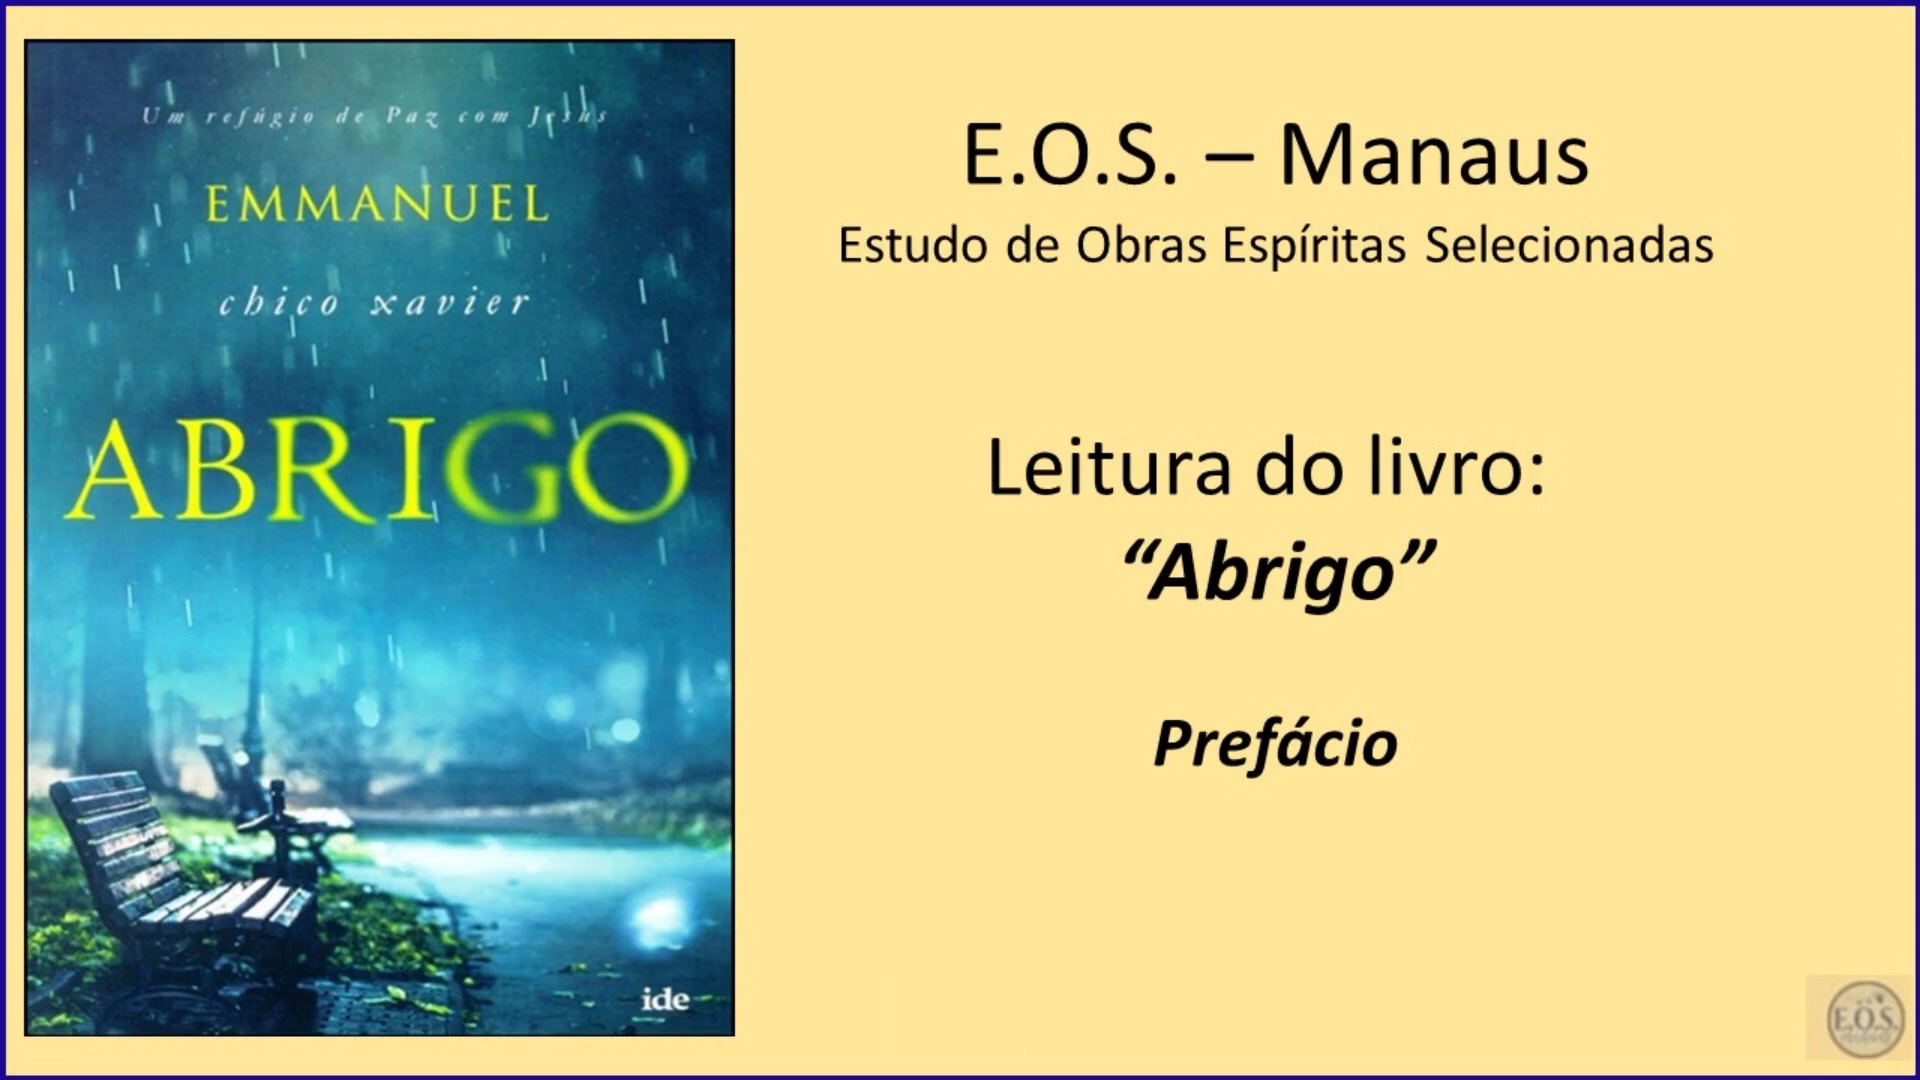 Um refúgio de Paz com Jesus
EMMANUEL
chico xavier
ABRIGO
ide
E.O.S. – Manaus
Estudo de Obras Espíritas Selecionadas
Leitura do livro:
“Abrigo”
Prefácio
E.O.S.